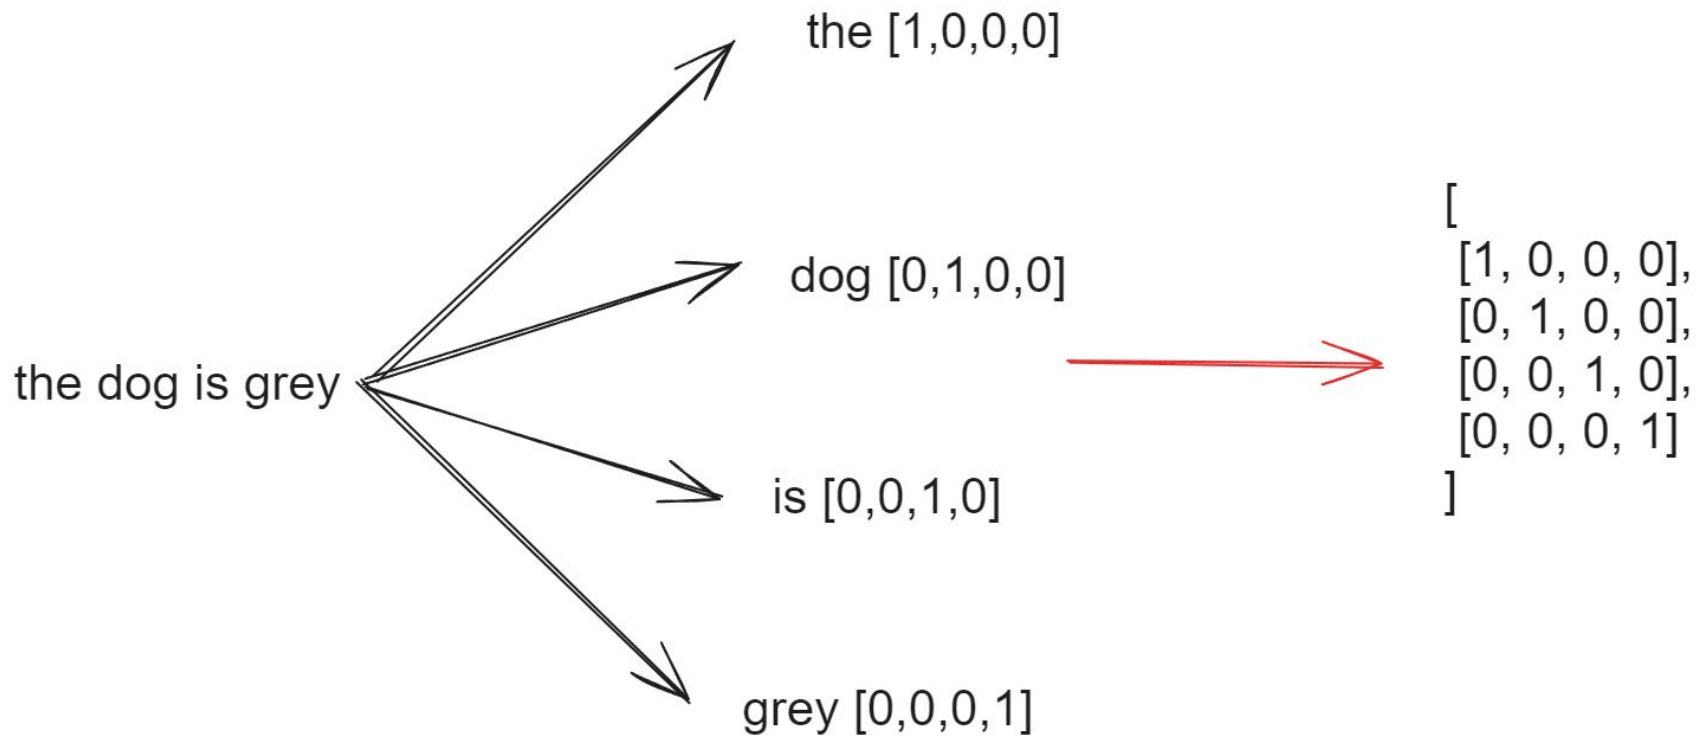 the dog is grey
the [1,0,0,0]
dog [0,1,0,0]
is [0,0,1,0]
grey [0,0,0,1]
[
[1, 0, 0, 0],
[0, 1, 0, 0],
[0, 0, 1, 0],
[0, 0, 0, 1]
]